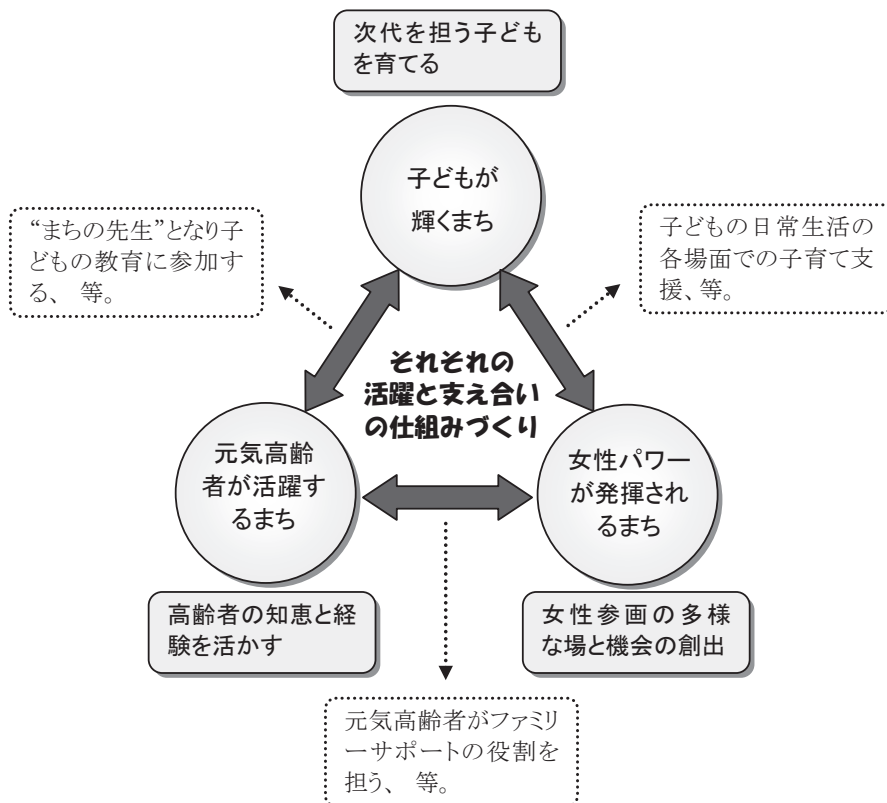 次代を担う子ども
を育てる
子どもが
輝くまち
“まちの先生”となり子
どもの教育に参加す
る、 等。
子どもの日常生活の
各場面での子育て支
援、等。
それぞれの
活躍と支え合い
の仕組みづくり
元気高齢
者が活躍す
るまち
女性パワー
が発揮され
るまち
高齢者の知恵と経
験を活かす
女性参画の多様
な場と機会の創出
元気高齢者がファミリ
ーサポートの役割を
担う、 等。